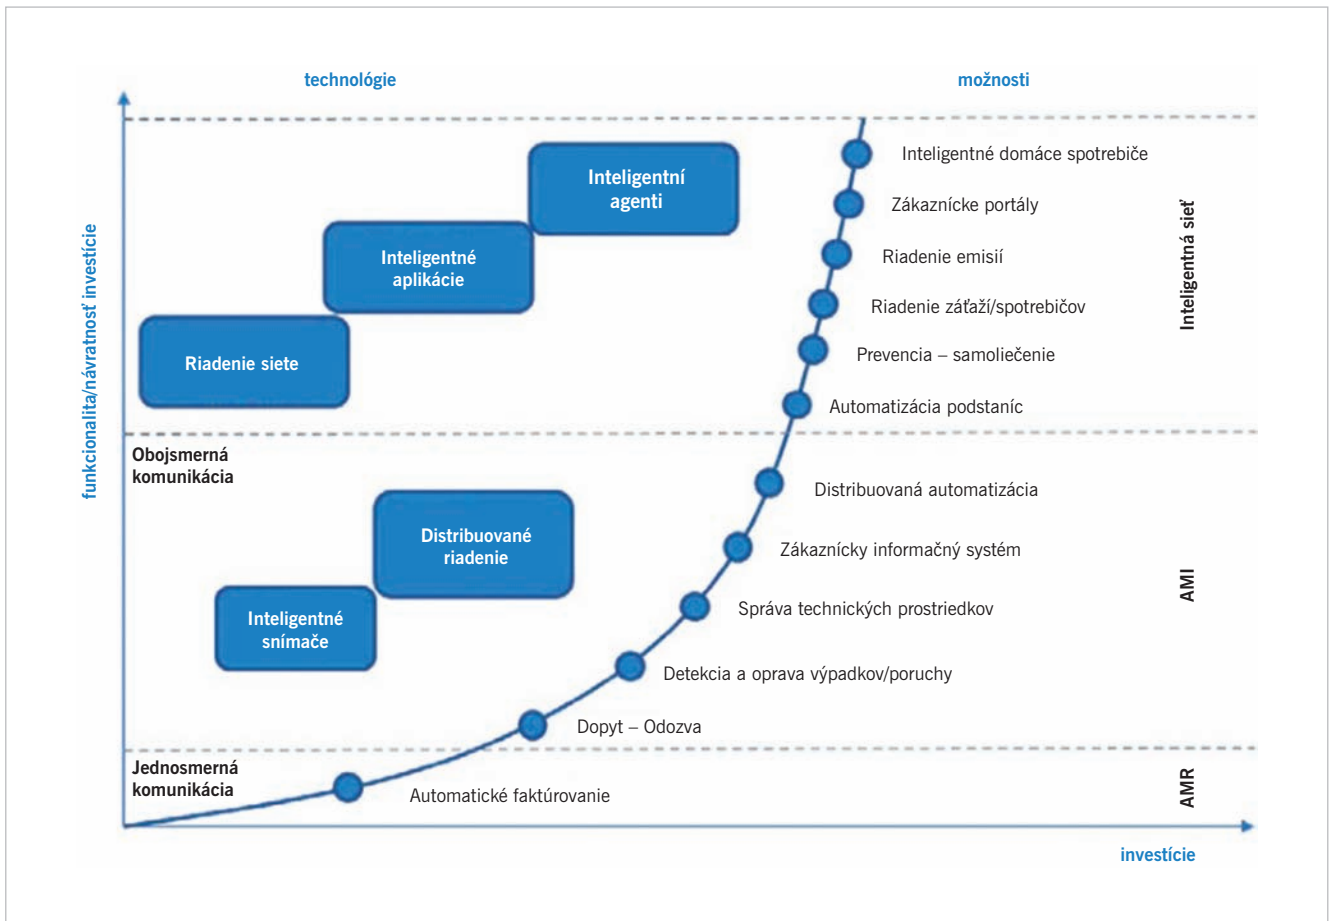 technológie
možnosti
funkcionalita/návratnosť investície
Inteligentní
agenti
Inteligentné
aplikácie
Riadenie siete
Inteligentné domáce spotrebiče
Zákaznícke portály
Riadenie emisií
Riadenie záťaží/spotrebičov
Prevencia – samoliečenie
Automatizácia podstaníc
Inteligentná sieť
Obojsmerná
komunikácia
Distribuované
riadenie
Inteligentné
snímače
Distribuovaná automatizácia
Zákaznícky informačný systém
Správa technických prostriedkov
Detekcia a oprava výpadkov/poruchy
Dopyt – Odozva
AMI
Jednosmerná
komunikácia
Automatické faktúrovanie
AMR
investície